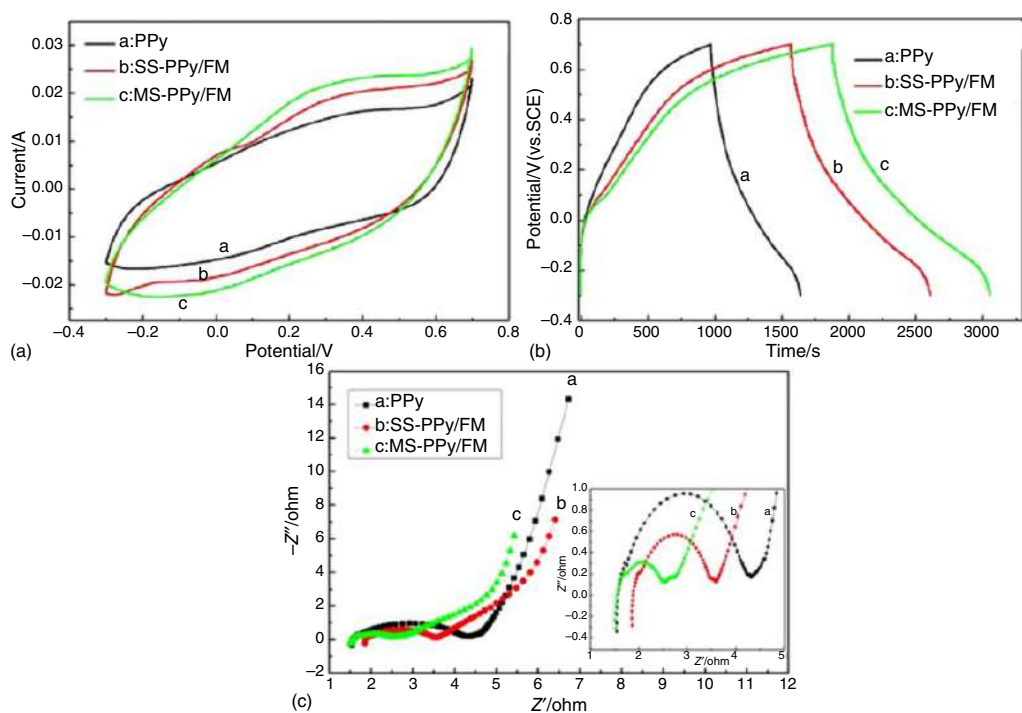 0.03
0.02
0.01
0.00
–0.01
–0.02
Current/A
a:PPy
b:SS-PPy/FM
c:MS-PPy/FM
a
b
c
–0.4
–0.2
0.0
0.2
0.4
0.6
0.8
Potential/V
(a)
0.8
0.6
0.4
0.2
0.0
–0.2
–0.4
Potential/V (vs.SCE)
a:PPy
b:SS-PPy/FM
c:MS-PPy/FM
a
b
c
0
500
1000
1500
2000
2500
3000
Time/s
(b)
16
14
12
10
8
6
4
2
0
–2
–Z″/ohm
a:PPy
b:SS-PPy/FM
c:MS-PPy/FM
a
b
c
1
2
3
4
5
6
7
8
9
10
11
12
Z′/ohm
(c)
1.0
0.8
0.6
0.4
0.2
0.0
–0.2
–0.4
Z″/ohm
c
b
a
1
2
3
4
5
Z′/ohm